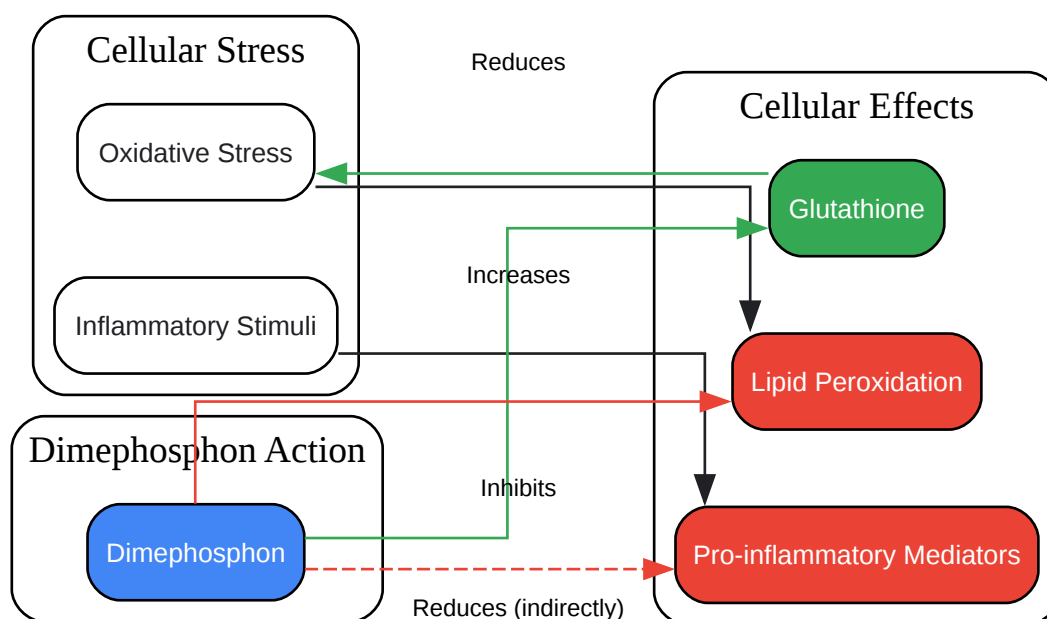 Cellular Stress
Reduces
Cellular Effects
Oxidative Stress
Glutathione
Increases
Inflammatory Stimuli
Lipid Peroxidation
Dimephosphon Action
Inhibits
Dimephosphon
Pro-inflammatory Mediators
Reduces (indirectly)